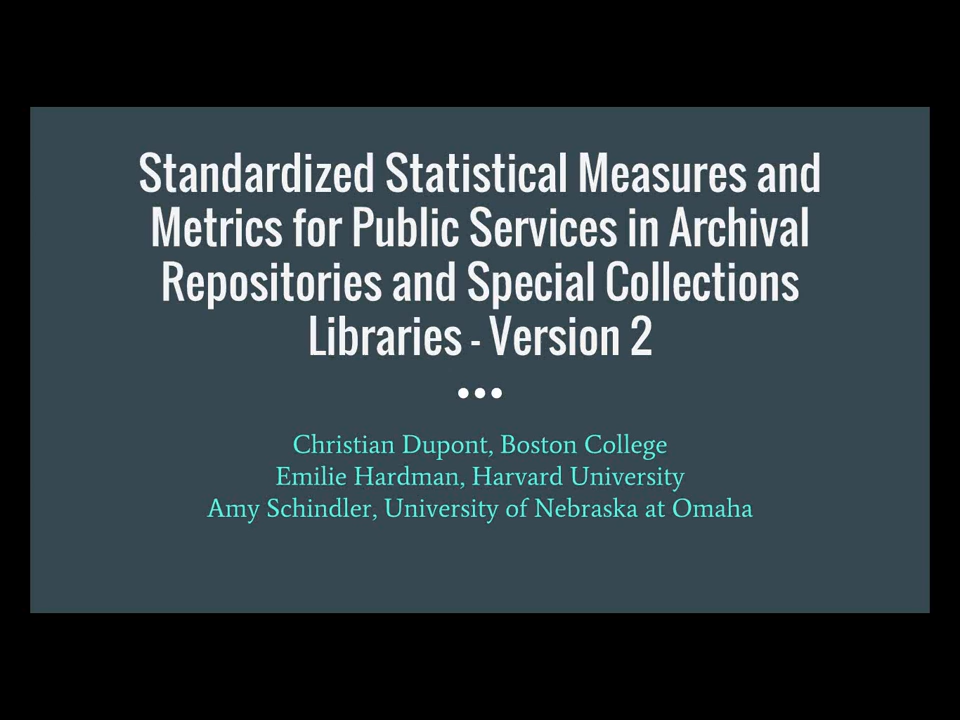 Standardized Statistical Measures and
Metrics for Public Services in Archival
Repositories and Special Collections
Libraries - Version 2
Christian Dupont, Boston College
Emilie Hardman, Harvard University
Amy Schindler, University of Nebraska at Omaha